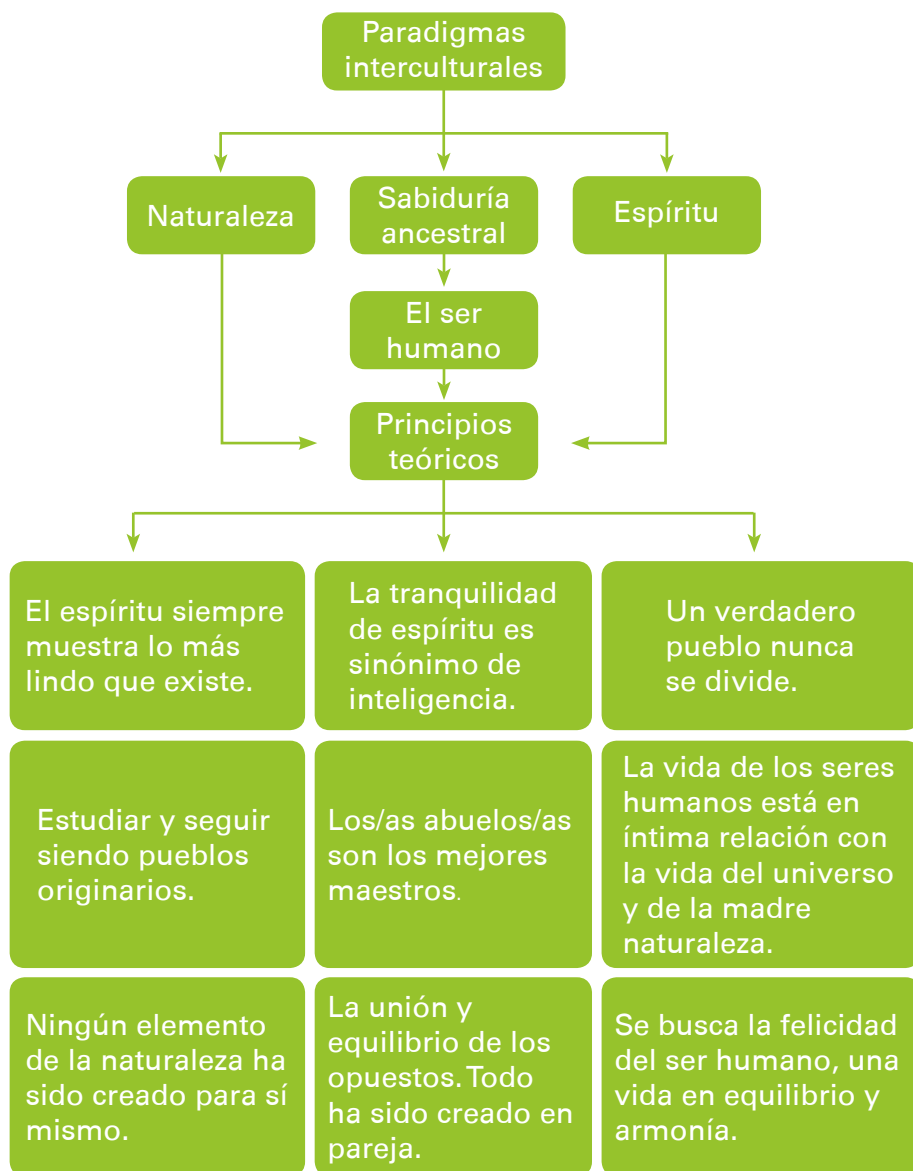 Paradigmas
interculturales
Naturaleza
Sabiduría
ancestral
Espíritu
El ser
humano
Principios
teóricos
El espíritu siempre
muestra lo más
lindo que existe.
La tranquilidad
de espíritu es
sinónimo de
inteligencia.
Un verdadero
pueblo nunca
se divide.
Estudiar y seguir
siendo pueblos
originarios.
Los/as abuelos/as
son los mejores
maestros.
La vida de los seres
humanos está en
íntima relación con
la vida del universo
y de la madre
naturaleza.
Ningún elemento
de la naturaleza ha
sido creado para sí
mismo.
La unión y
equilibrio de los
opuestos. Todo
ha sido creado en
pareja.
Se busca la felicidad
del ser humano, una
vida en equilibrio y
armonía.